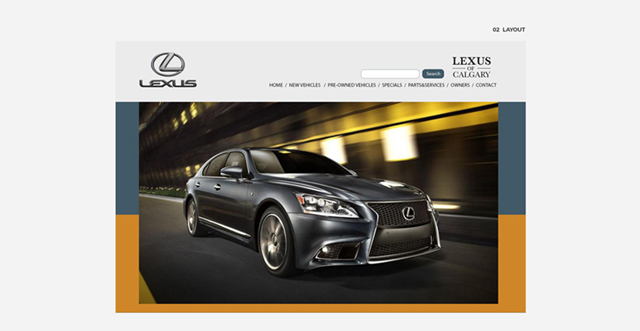 02 LAYOUT
LEXUS
LEXUS
OF
CALGARY
Search
HOME / NEW VEHICLES / PRE-OWNED VEHICLES / SPECIALS / PARTS&SERVICES / OWNERS / CONTACT